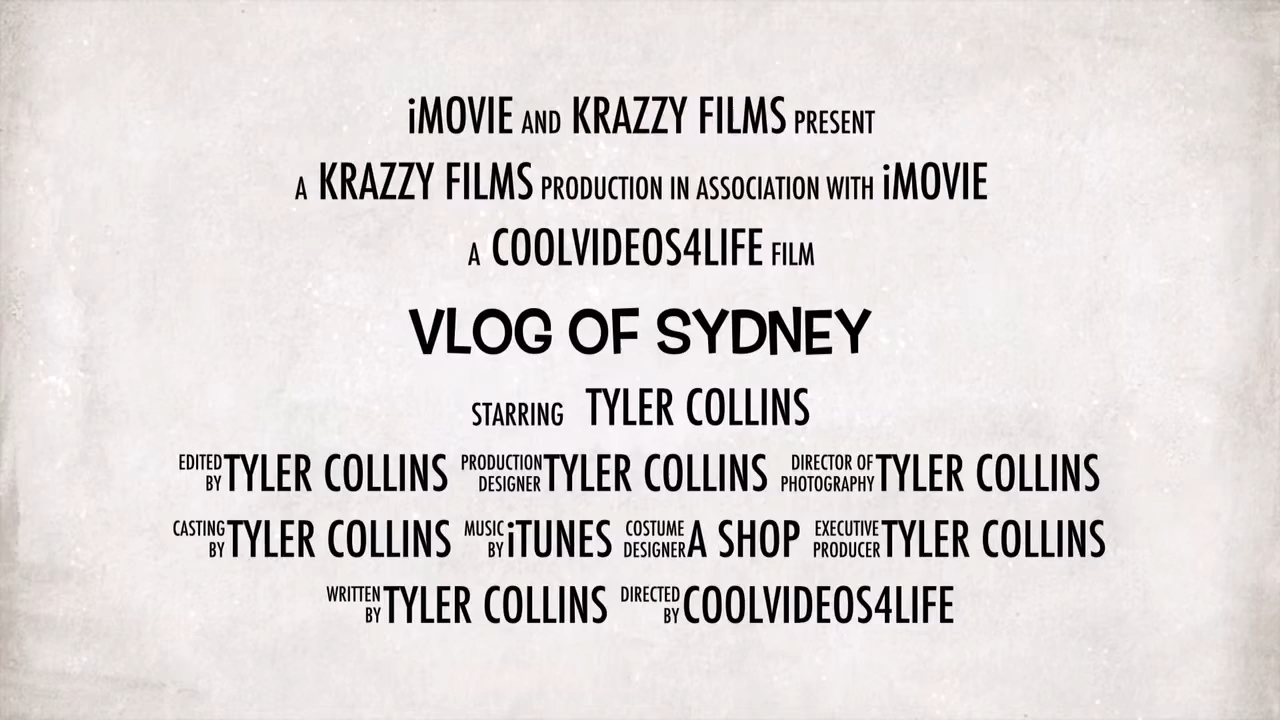 iMOVIE AND KRAZZY FILMS PRESENT
A KRAZZY FILMS PRODUCTION IN ASSOCIATION WITH iMOVIE
A COOLVIDEOS4LIFE FILM
VLOG OF SYDNEY
STARRING TYLER COLLINS
EDITED BY TYLER COLLINS PRODUCTION DESIGNER TYLER COLLINS DIRECTOR OF PHOTOGRAPHY TYLER COLLINS
CASTING BY TYLER COLLINS MUSIC BY iTUNES COSTUME DESIGNER A SHOP EXECUTIVE PRODUCER TYLER COLLINS
WRITTEN BY TYLER COLLINS DIRECTED BY COOLVIDEOS4LIFE